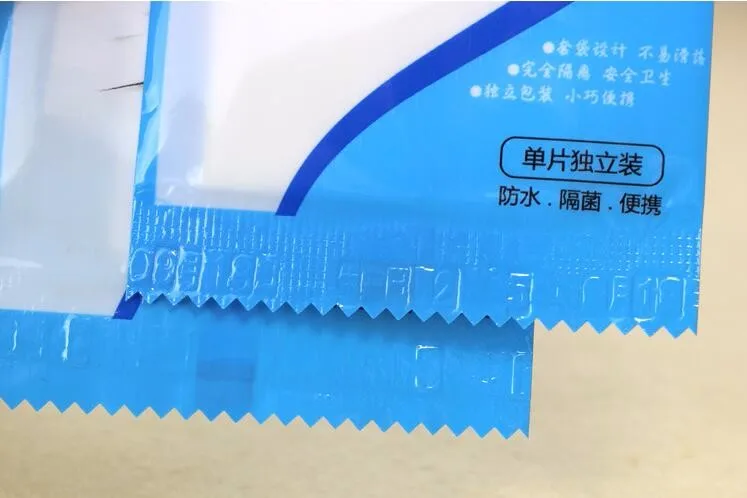 套袋设计 不易滑落
完全隔离 安全卫生
独立包装 小巧便携
单片独立装
防水.隔菌.便携